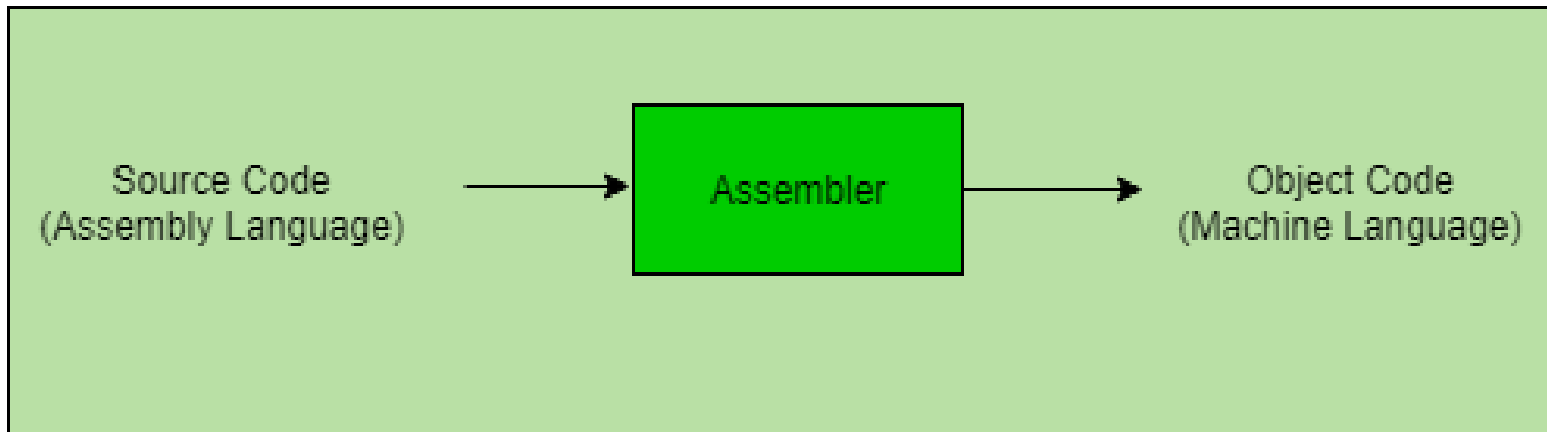 Source Code
(Assembly Language)
Assembler
Object Code
(Machine Language)